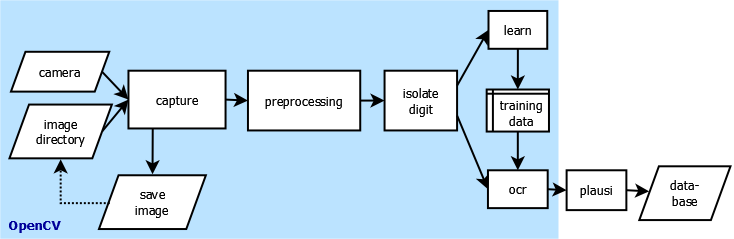 camera
image
directory
capture
save
image
preprocessing
isolate
digit
learn
training
data
ocr
plausi
data-
base
OpenCV